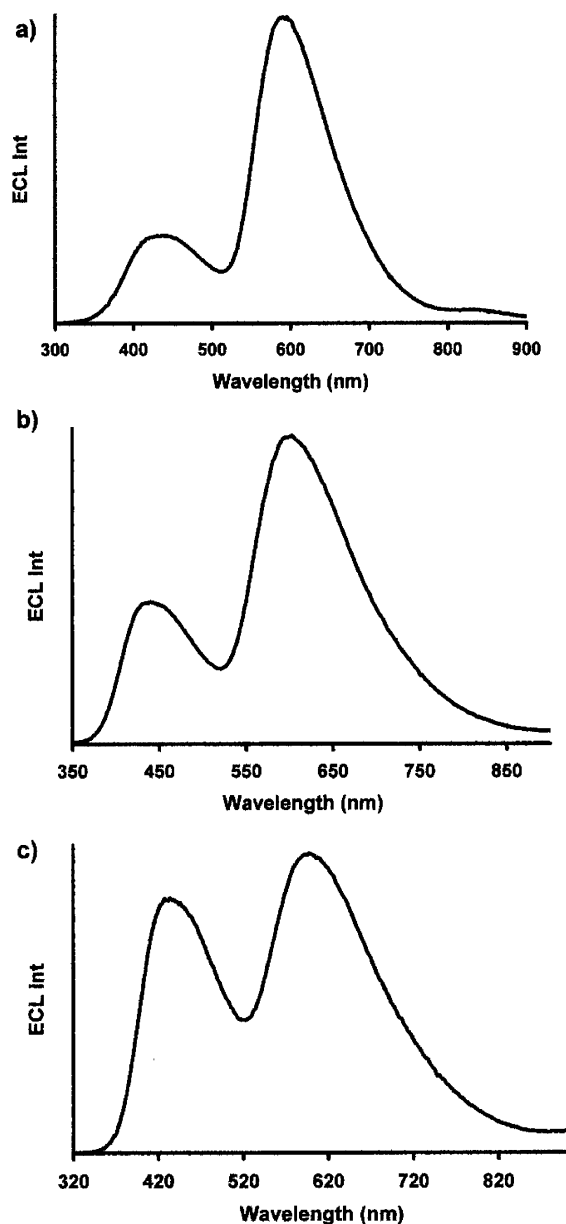 a)
ECL Int
300 400 500 600 700 800 900
Wavelength (nm)
b)
ECL Int
350 450 550 650 750 850
Wavelength (nm)
c)
ECL Int
320 420 520 620 720 820
Wavelength (nm)